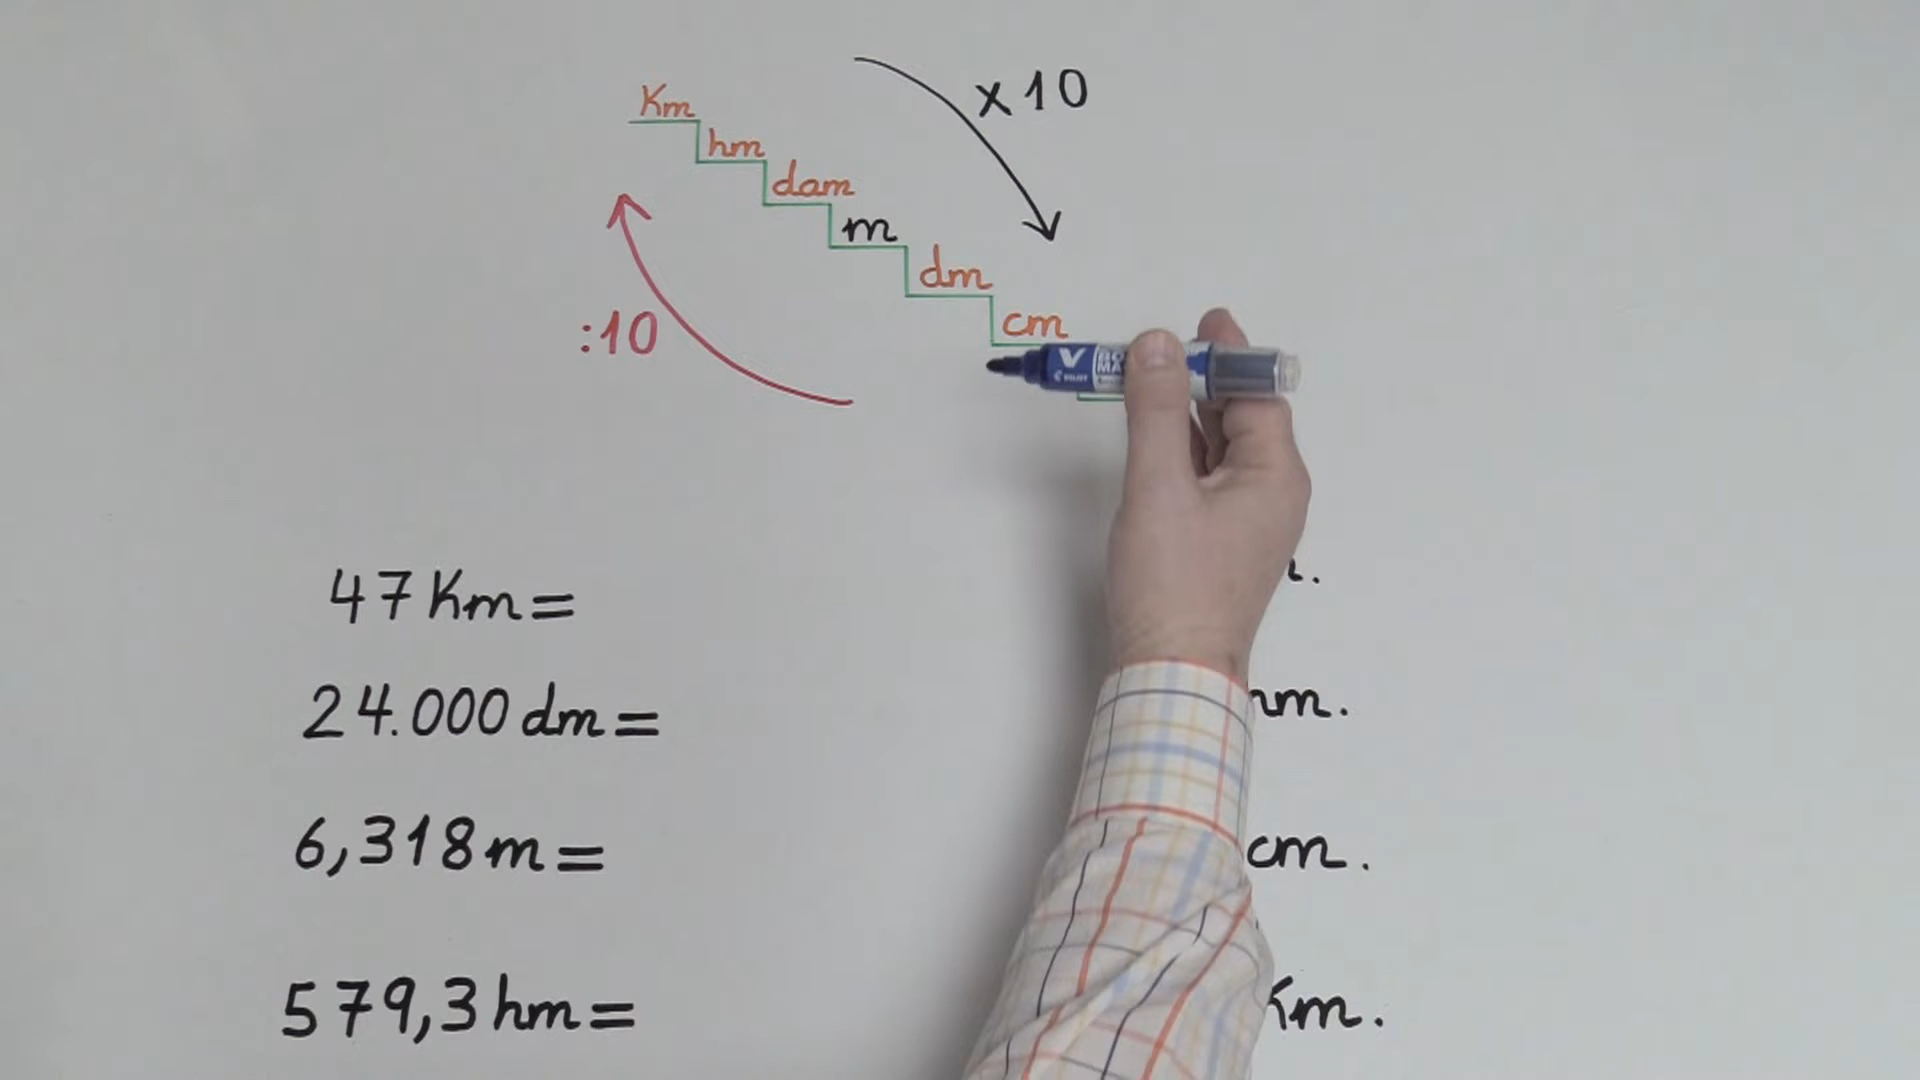 Km
x10
hm
dam
m
dm
:10
cm
V
PILOT
47 Km=
24.000 dm=
6,318 m= cm.
579,3 hm= Km.